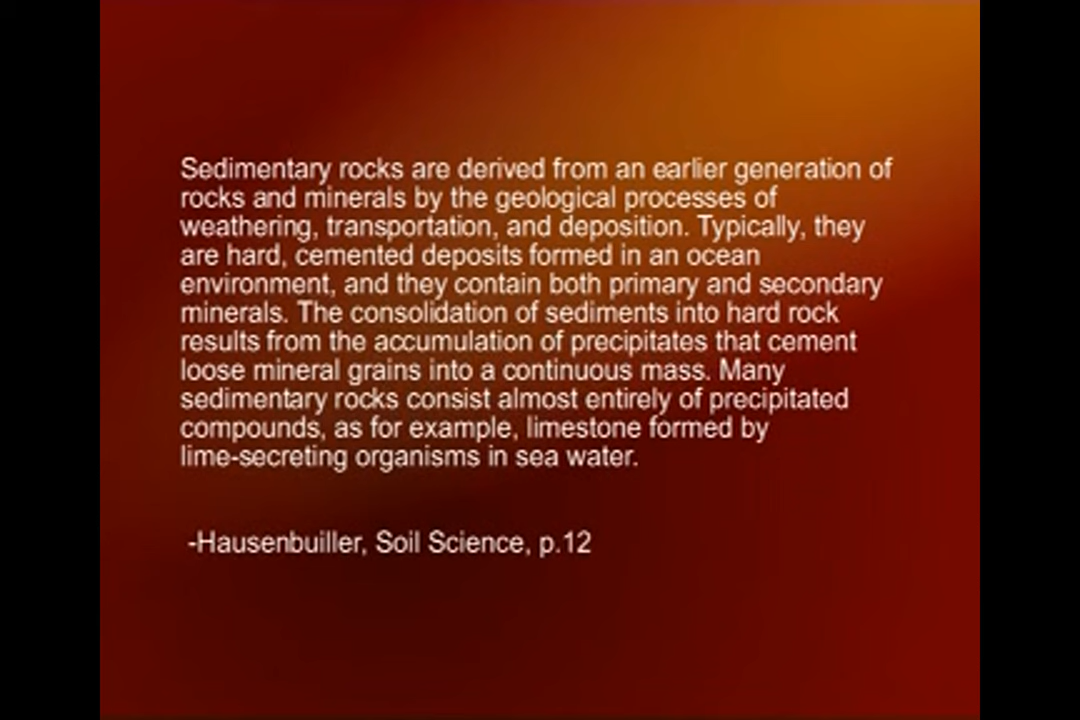 Sedimentary rocks are derived from an earlier generation of
rocks and minerals by the geological processes of
weathering, transportation, and deposition. Typically, they
are hard, cemented deposits formed in an ocean
environment, and they contain both primary and secondary
minerals. The consolidation of sediments into hard rock
results from the accumulation of precipitates that cement
loose mineral grains into a continuous mass. Many
sedimentary rocks consist almost entirely of precipitated
compounds, as for example, limestone formed by
lime-secreting organisms in sea water.
-Hausenbuiller, Soil Science, p.12